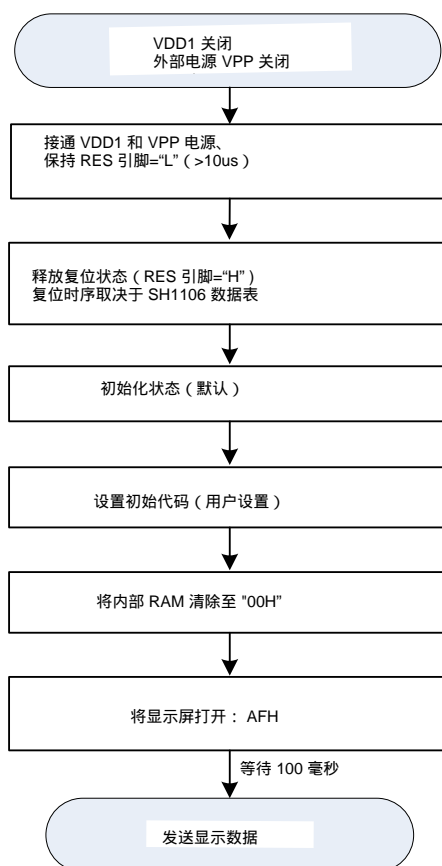 VDD1 关闭
外部电源 VPP 关闭
接通 VDD1 和 VPP 电源、
保持 RES 引脚=“L”（>10us）
释放复位状态（RES 引脚=“H”）
复位时序取决于 SH1106 数据表
初始化状态（默认）
设置初始代码（用户设置）
将内部 RAM 清除至 "00H”
将显示屏打开： AFH
等待 100 毫秒
发送显示数据